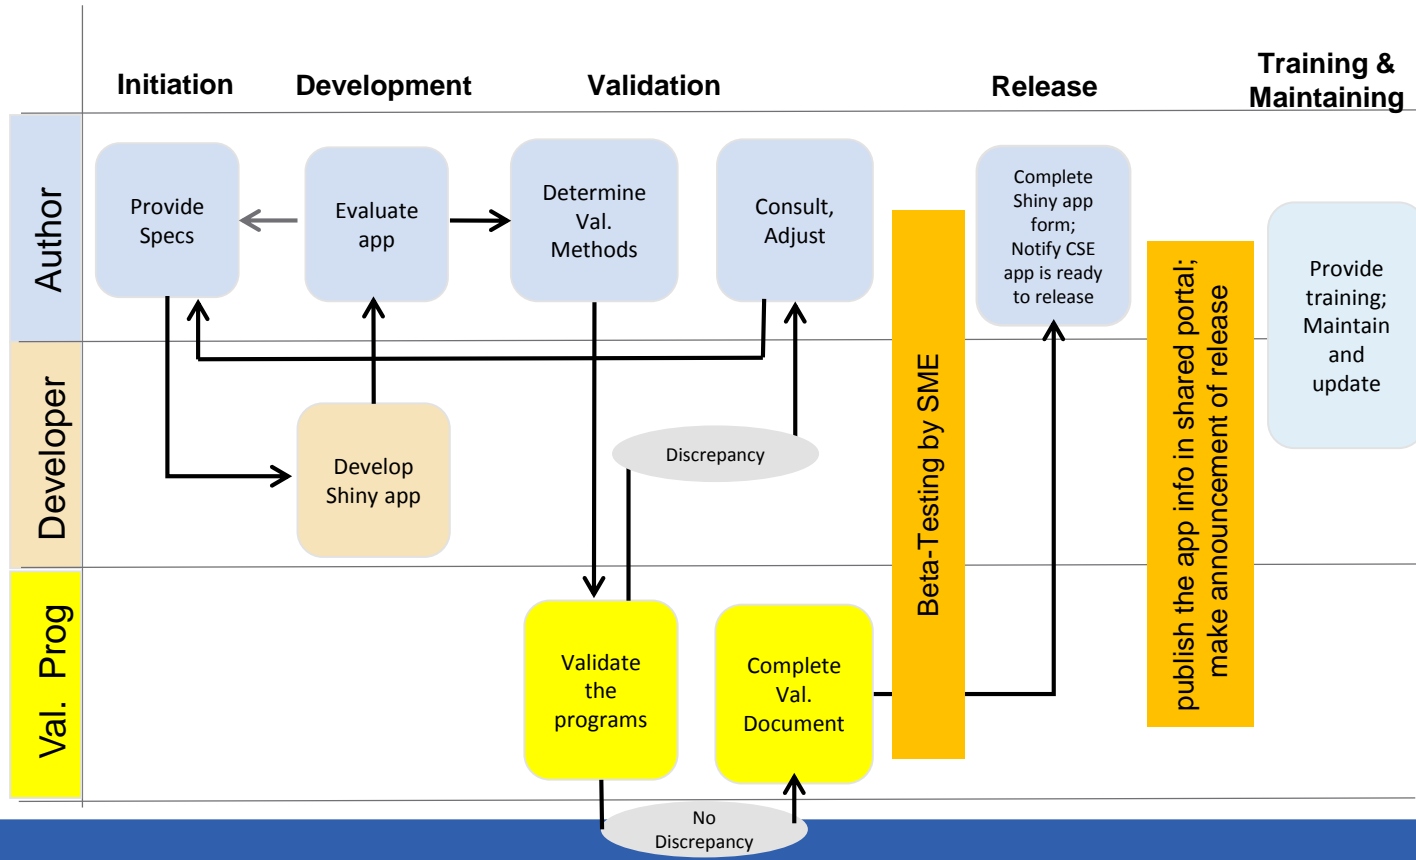 Initiation
Development
Validation
Release
Training &
Maintaining
Author
Provide
Specs
Evaluate
app
Determine
Val.
Methods
Consult,
Adjust
Complete
Shiny app
form;
Notify CSE
app is ready
to release
Provide
training;
Maintain
and
update
Developer
Develop
Shiny app
Discrepancy
Beta-Testing by SME
publish the app info in shared portal;
make announcement of release
Val. Prog
Validate
the
programs
Complete
Val.
Document
No
Discrepancy